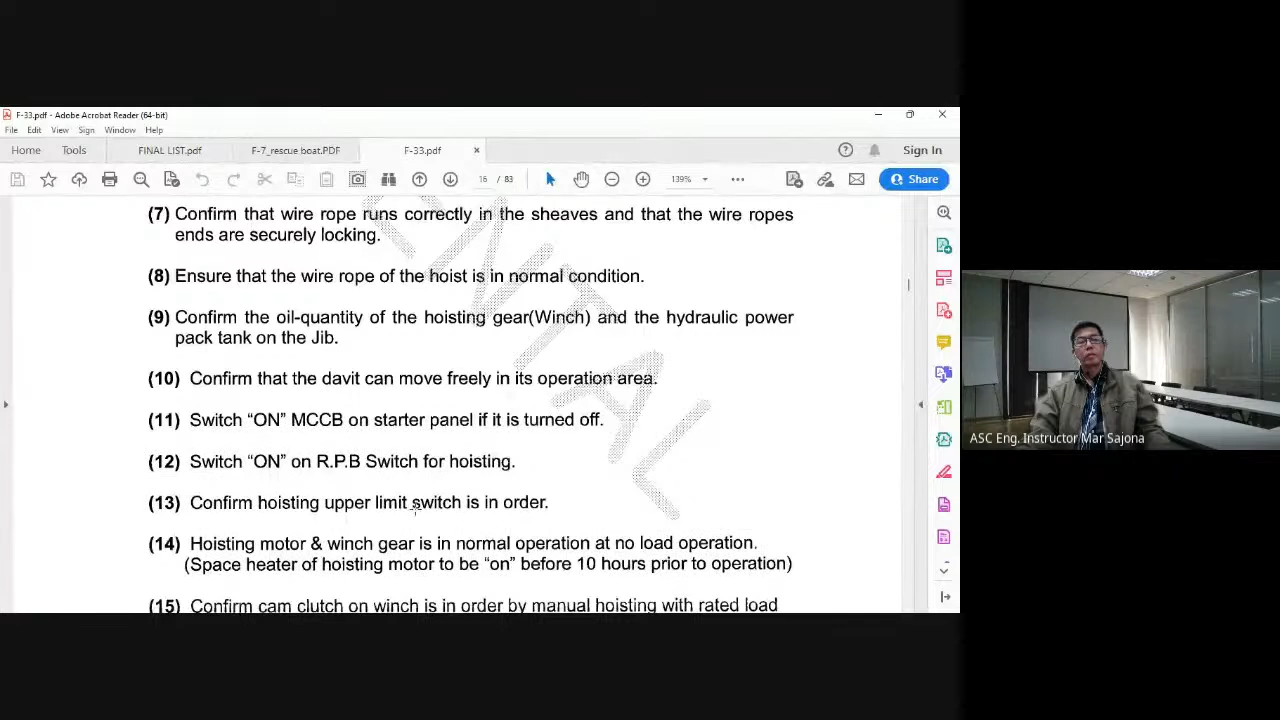 F-33.pdf - Adobe Acrobat Reader (64-bit)
File Edit View Sign Window Help
Home Tools FINAL LIST.pdf F-7_rescue boat.PDF F-33.pdf × Sign In
16 / 83 139% Share
(7) Confirm that wire rope runs correctly in the sheaves and that the wire ropes
ends are securely locking.
(8) Ensure that the wire rope of the hoist is in normal condition.
(9) Confirm the oil-quantity of the hoisting gear(Winch) and the hydraulic power
pack tank on the Jib.
(10) Confirm that the davit can move freely in its operation area.
(11) Switch “ON” MCCB on starter panel if it is turned off.
(12) Switch “ON” on R.P.B Switch for hoisting.
(13) Confirm hoisting upper limit switch is in order.
(14) Hoisting motor & winch gear is in normal operation at no load operation.
(Space heater of hoisting motor to be “on” before 10 hours prior to operation)
(15) Confirm cam clutch on winch is in order by manual hoisting with rated load
ENTAL
ASC Eng. Instructor Mar Sajona